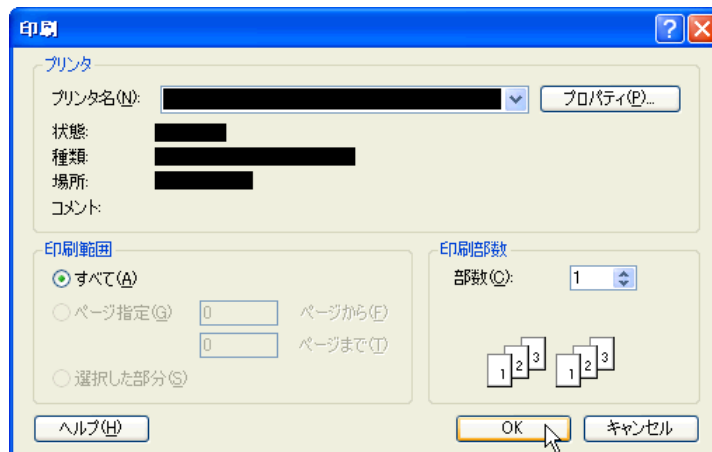 印刷
プリンタ
プリンタ名(N):
プロパティ(P)...
状態:
種類:
場所:
コメント:
印刷範囲
すべて(A)
ページ指定(G) 0 ページから(F)
0 ページまで(T)
選択した部分(S)
印刷部数
部数(C): 1
1 2 3 1 2 3
ヘルプ(H)
OK
キャンセル